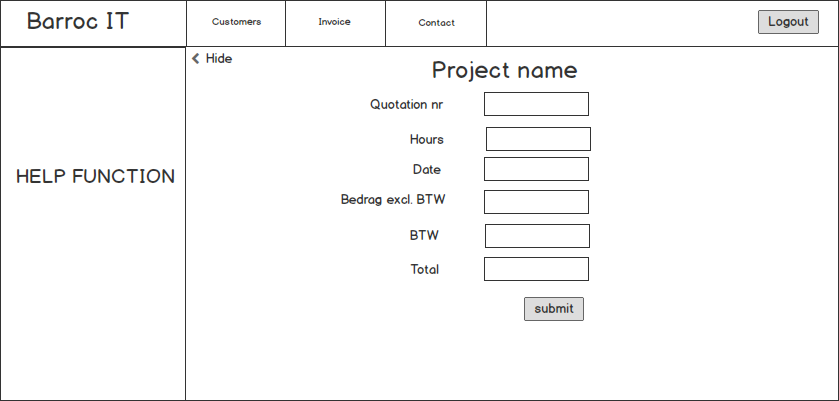 Barroc IT
Customers
Invoice
Contact
Logout
Hide
Project name
Quotation nr
Hours
Date
HELP FUNCTION
Bedrag excl. BTW
BTW
Total
submit